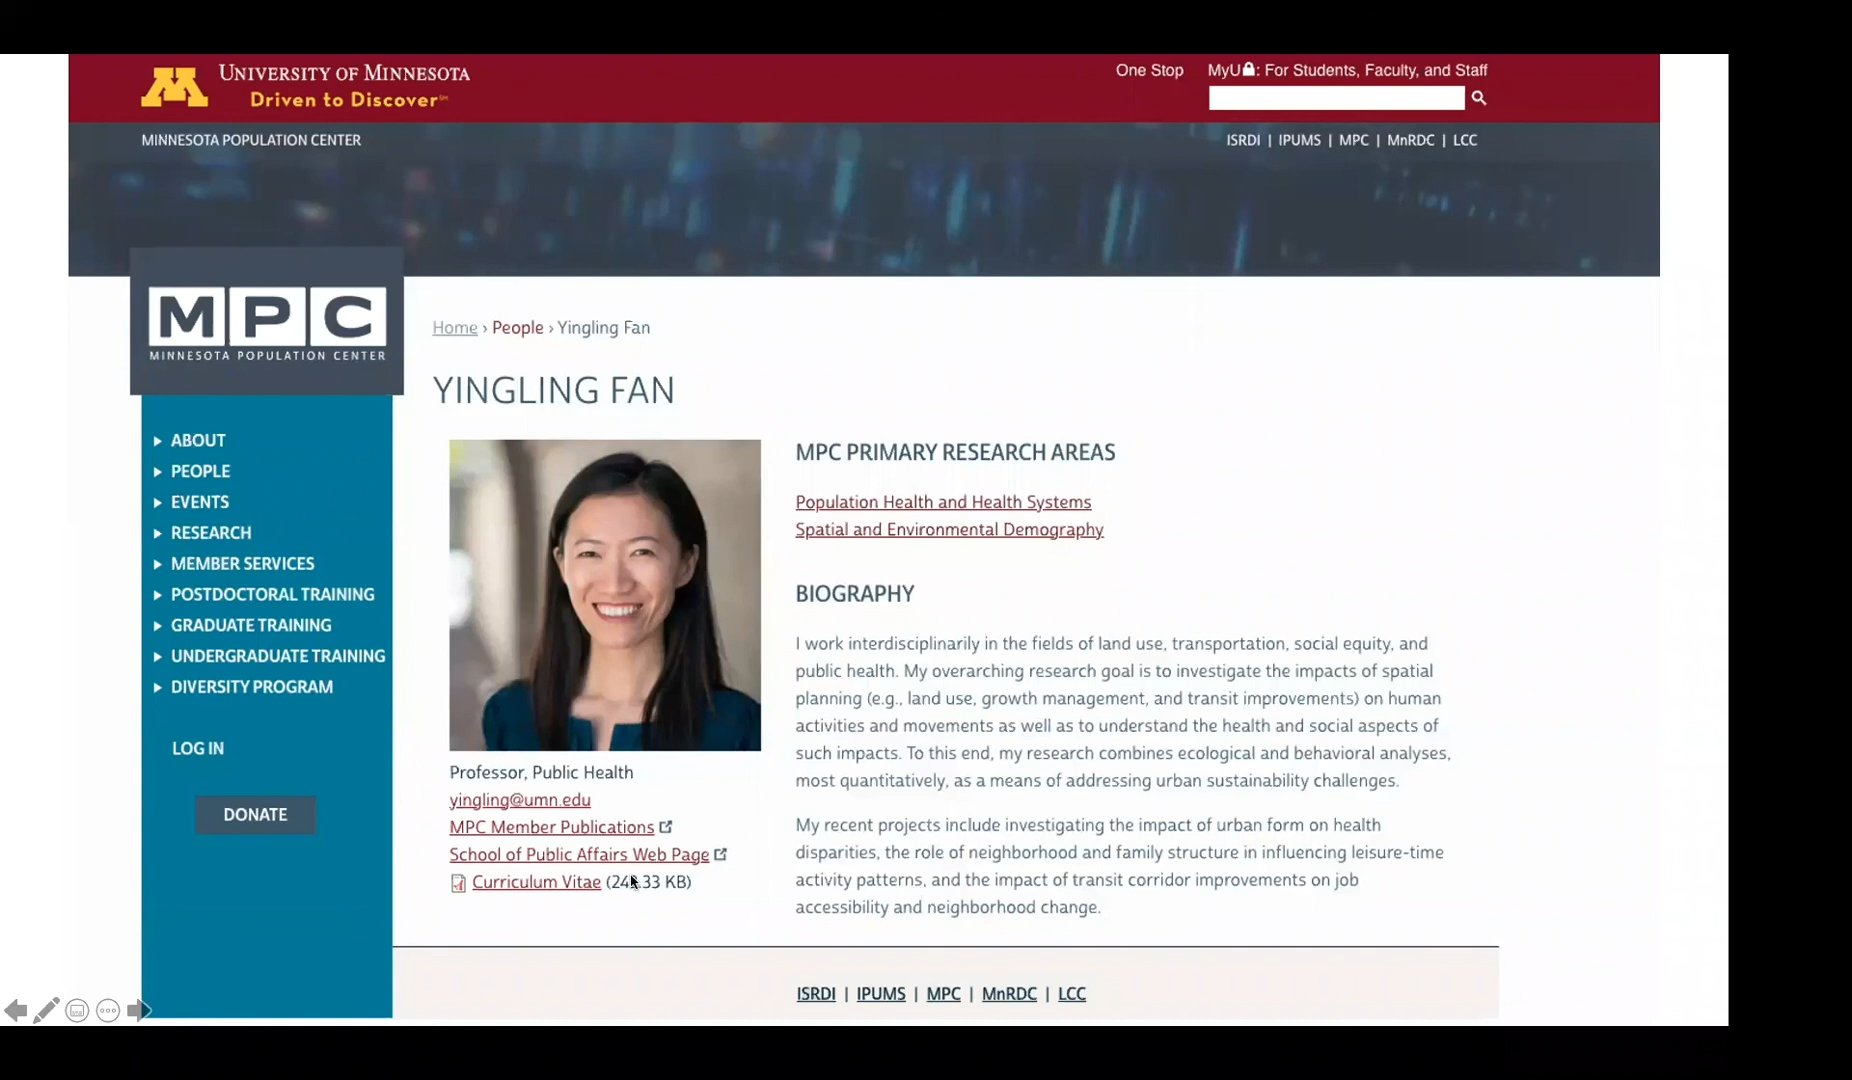 UNIVERSITY OF MINNESOTA
Driven to Discover℠
One Stop MyU: For Students, Faculty, and Staff
MINNESOTA POPULATION CENTER
ISRDI | IPUMS | MPC | MnRDC | LCC
MPC
MINNESOTA POPULATION CENTER
ABOUT
PEOPLE
EVENTS
RESEARCH
MEMBER SERVICES
POSTDOCTORAL TRAINING
GRADUATE TRAINING
UNDERGRADUATE TRAINING
DIVERSITY PROGRAM
LOG IN
DONATE
Home › People › Yingling Fan
YINGLING FAN
Professor, Public Health
yingling@umn.edu
MPC Member Publications
School of Public Affairs Web Page
Curriculum Vitae KB)
MPC PRIMARY RESEARCH AREAS
Population Health and Health Systems
Spatial and Environmental Demography
BIOGRAPHY
I work interdisciplinarily in the fields of land use, transportation, social equity, and
public health. My overarching research goal is to investigate the impacts of spatial
planning (e.g., land use, growth management, and transit improvements) on human
activities and movements as well as to understand the health and social aspects of
such impacts. To this end, my research combines ecological and behavioral analyses,
most quantitatively, as a means of addressing urban sustainability challenges.
My recent projects include investigating the impact of urban form on health
disparities, the role of neighborhood and family structure in influencing leisure-time
activity patterns, and the impact of transit corridor improvements on job
accessibility and neighborhood change.
ISRDI | IPUMS | MPC | MnRDC | LCC